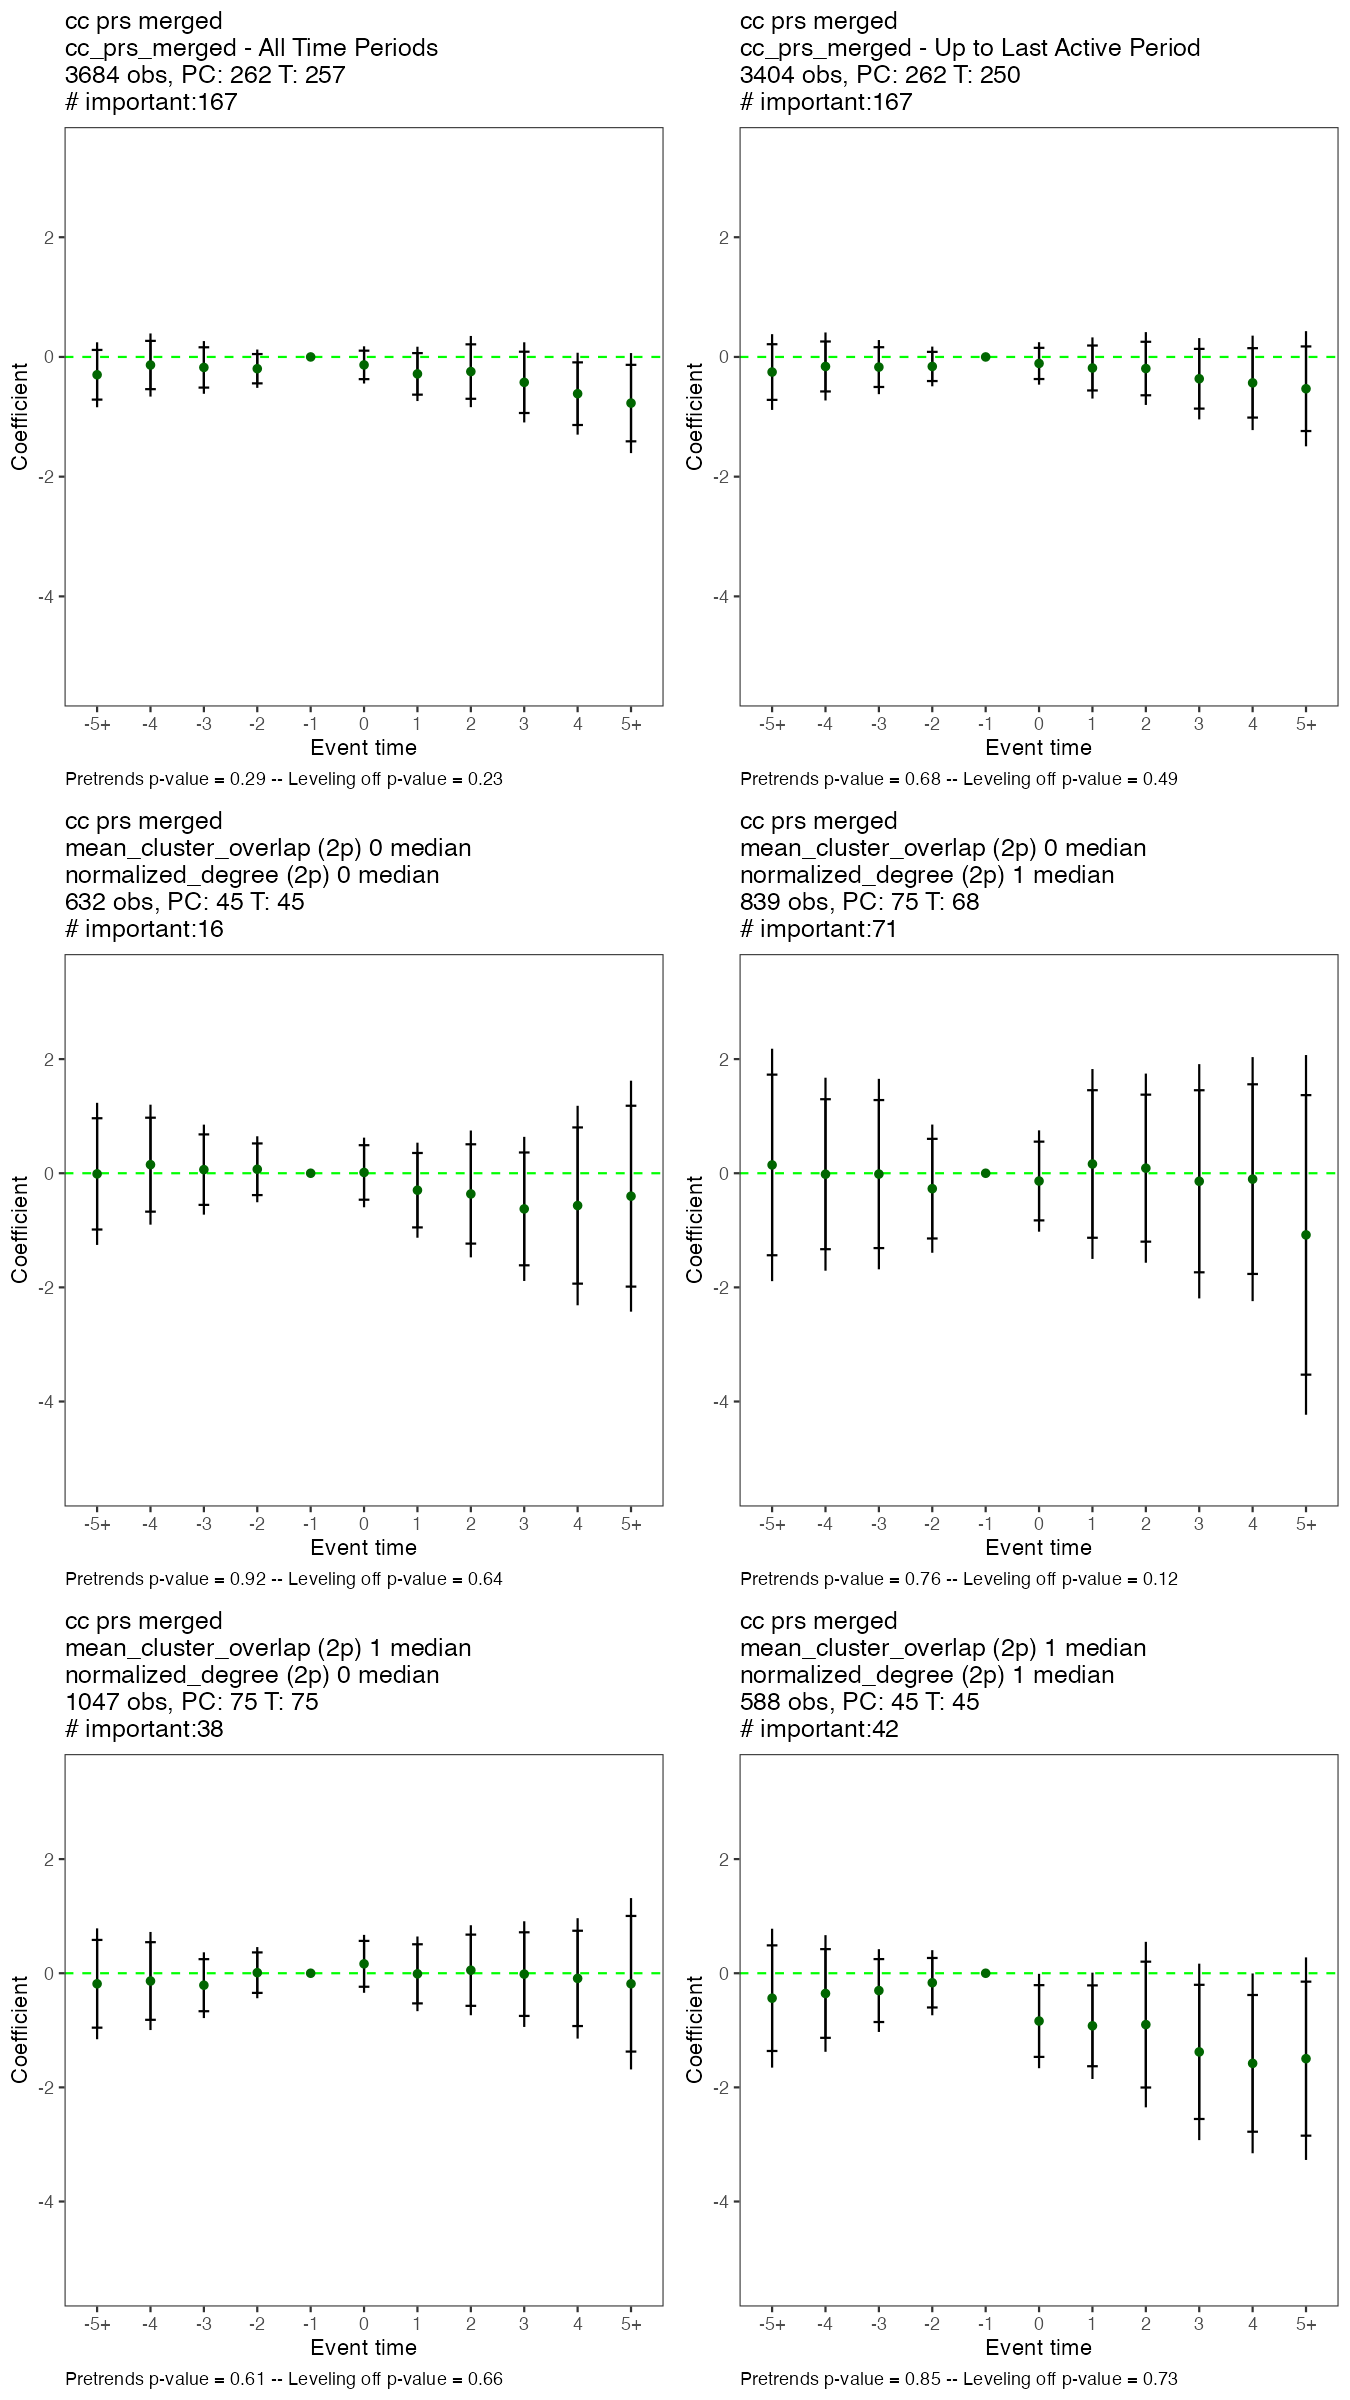 cc prs merged
cc_prs_merged - All Time Periods
3684 obs, PC: 262 T: 257
# important:167
2
0
-2
-4
Coefficient
-5+ -4 -3 -2 -1 0 1 2 3 4 5+
Event time
Pretrends p-value = 0.29 -- Leveling off p-value = 0.23
cc prs merged
cc_prs_merged - Up to Last Active Period
3404 obs, PC: 262 T: 250
# important:167
2
0
-2
-4
Coefficient
-5+ -4 -3 -2 -1 0 1 2 3 4 5+
Event time
Pretrends p-value = 0.68 -- Leveling off p-value = 0.49
cc prs merged
mean_cluster_overlap (2p) 0 median
normalized_degree (2p) 0 median
632 obs, PC: 45 T: 45
# important:16
2
0
-2
-4
Coefficient
-5+ -4 -3 -2 -1 0 1 2 3 4 5+
Event time
Pretrends p-value = 0.92 -- Leveling off p-value = 0.64
cc prs merged
mean_cluster_overlap (2p) 0 median
normalized_degree (2p) 1 median
839 obs, PC: 75 T: 68
# important:71
2
0
-2
-4
Coefficient
-5+ -4 -3 -2 -1 0 1 2 3 4 5+
Event time
Pretrends p-value = 0.76 -- Leveling off p-value = 0.12
cc prs merged
mean_cluster_overlap (2p) 1 median
normalized_degree (2p) 0 median
1047 obs, PC: 75 T: 75
# important:38
2
0
-2
-4
Coefficient
-5+ -4 -3 -2 -1 0 1 2 3 4 5+
Event time
Pretrends p-value = 0.61 -- Leveling off p-value = 0.66
cc prs merged
mean_cluster_overlap (2p) 1 median
normalized_degree (2p) 1 median
588 obs, PC: 45 T: 45
# important:42
2
0
-2
-4
Coefficient
-5+ -4 -3 -2 -1 0 1 2 3 4 5+
Event time
Pretrends p-value = 0.85 -- Leveling off p-value = 0.73